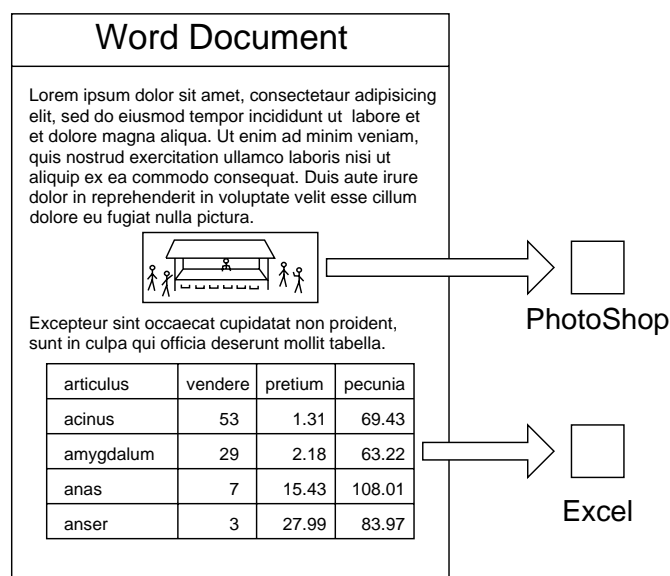 Word Document
Lorem ipsum dolor sit amet, consectetaur adipisicing
elit, sed do eiusmod tempor incididunt ut labore et
et dolore magna aliqua. Ut enim ad minim veniam,
quis nostrud exercitation ullamco laboris nisi ut
aliquip ex ea commodo consequat. Duis aute irure
dolor in reprehenderit in voluptate velit esse cillum
dolore eu fugiat nulla pictura.
PhotoShop
Excepteur sint occaecat cupidatat non proident,
sunt in culpa qui officia deserunt mollit tabella.
articulus vendere pretium pecunia
acinus 53 1.31 69.43
amygdalum 29 2.18 63.22
anas 7 15.43 108.01
anser 3 27.99 83.97
Excel